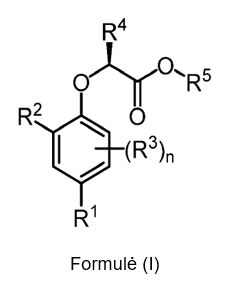 R⁴
O
O
R⁵
R²
O
(R³)n
R¹
Formulė (I)